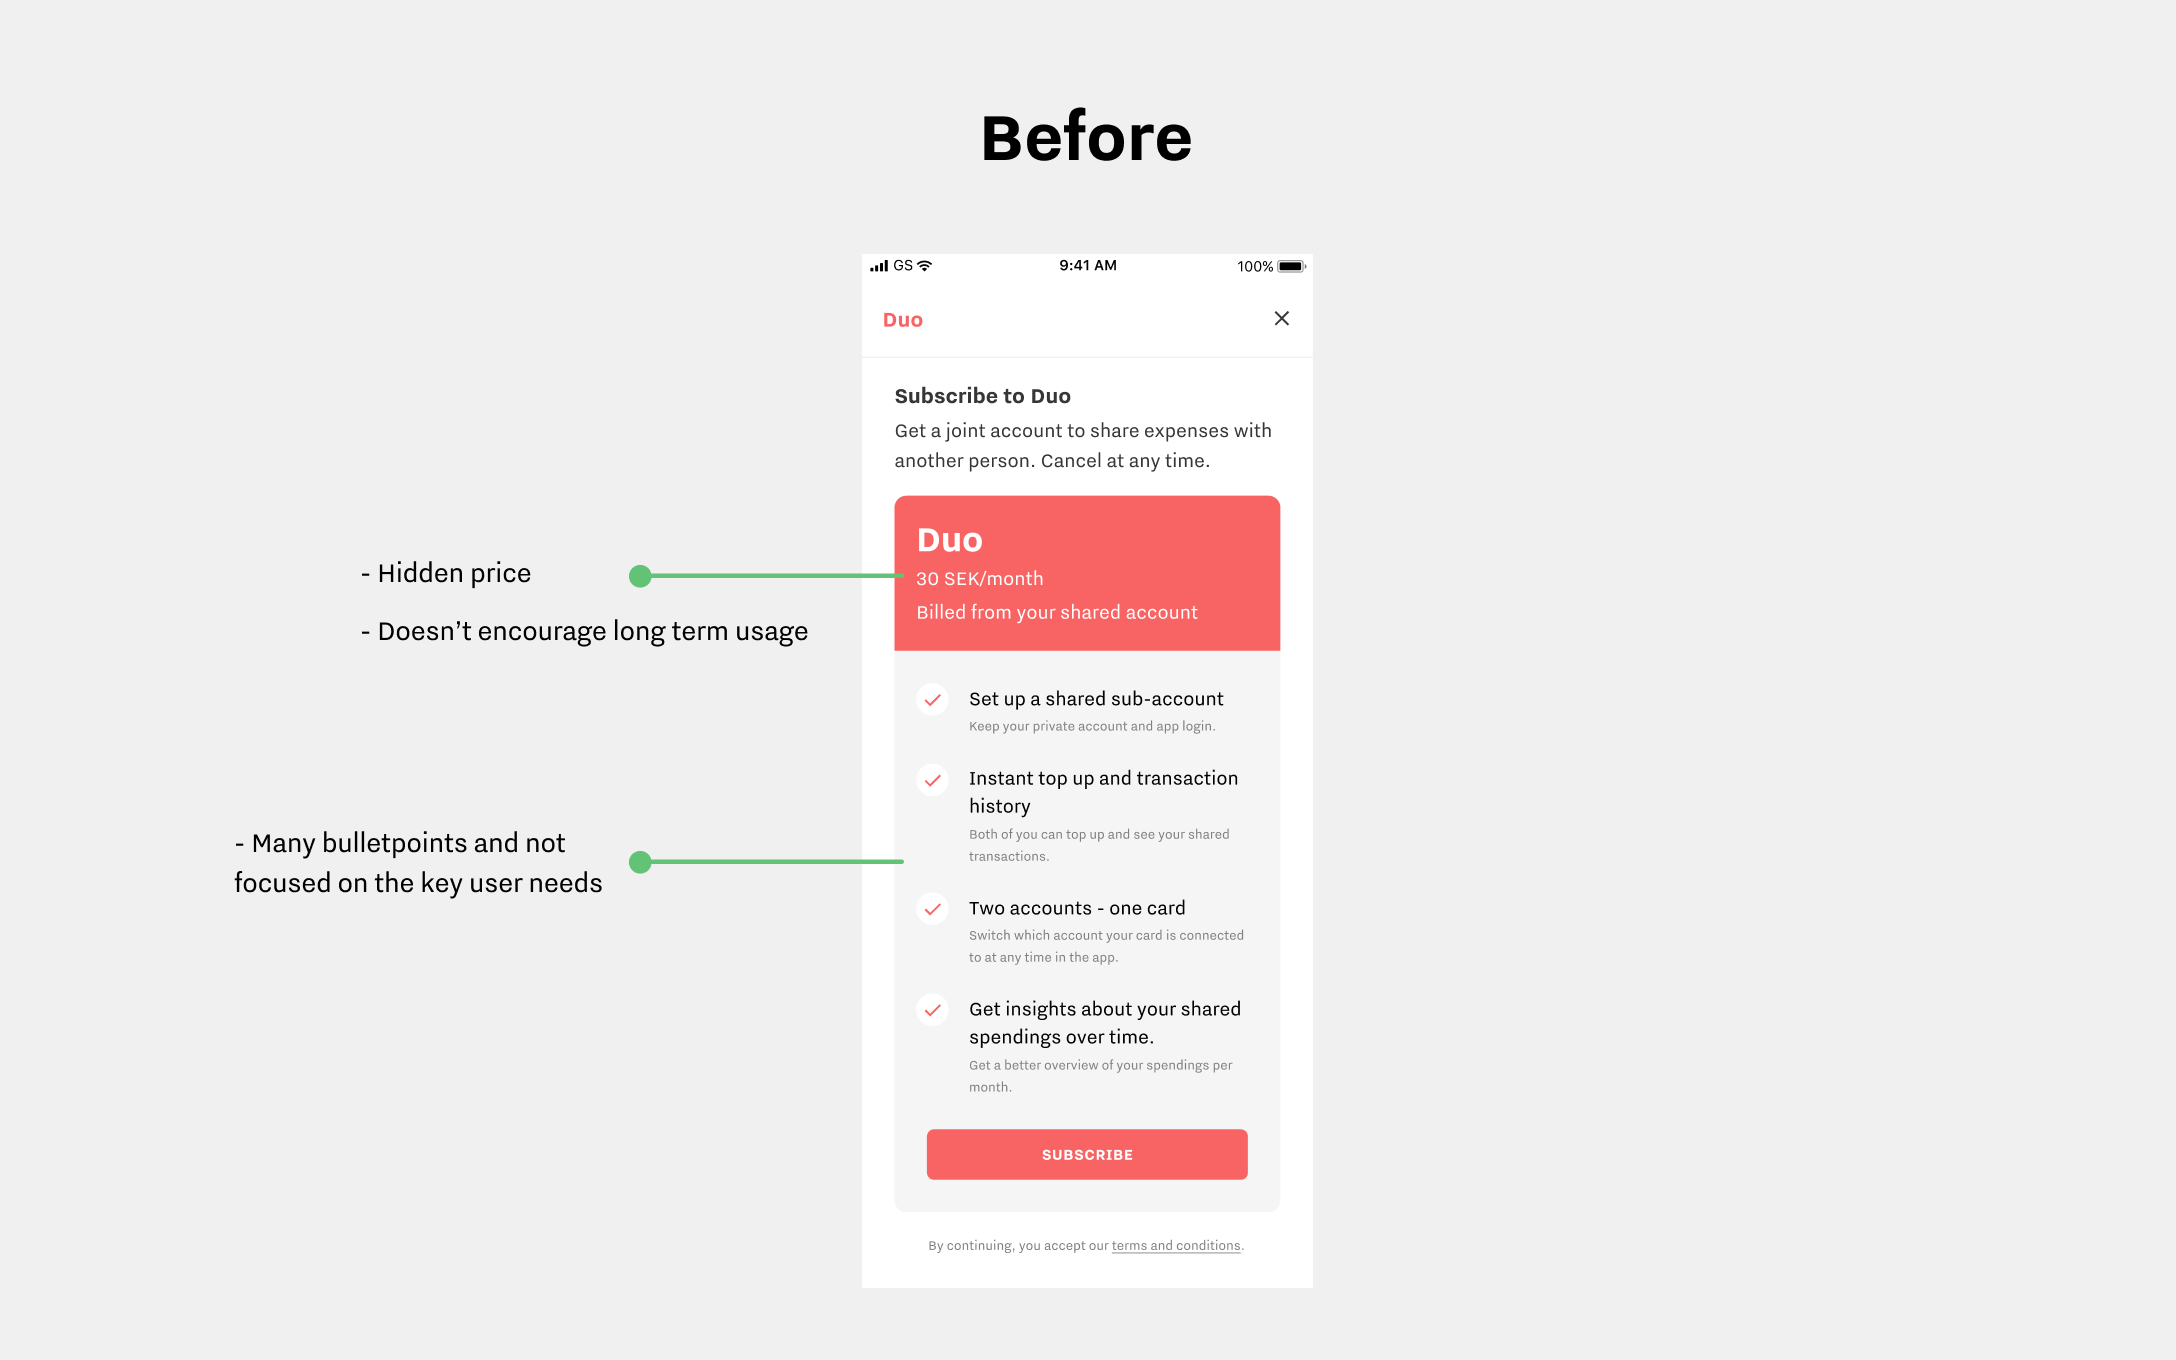 Before
GS
9:41 AM
100%
Duo
Subscribe to Duo
Get a joint account to share expenses with
another person. Cancel at any time.
Duo
30 SEK/month
Billed from your shared account
- Hidden price
- Doesn’t encourage long term usage
Set up a shared sub-account
Keep your private account and app login.
Instant top up and transaction
history
Both of you can top up and see your shared
transactions.
- Many bulletpoints and not
focused on the key user needs
Two accounts - one card
Switch which account your card is connected
to at any time in the app.
Get insights about your shared
spendings over time.
Get a better overview of your spendings per
month.
SUBSCRIBE
By continuing, you accept our terms and conditions.